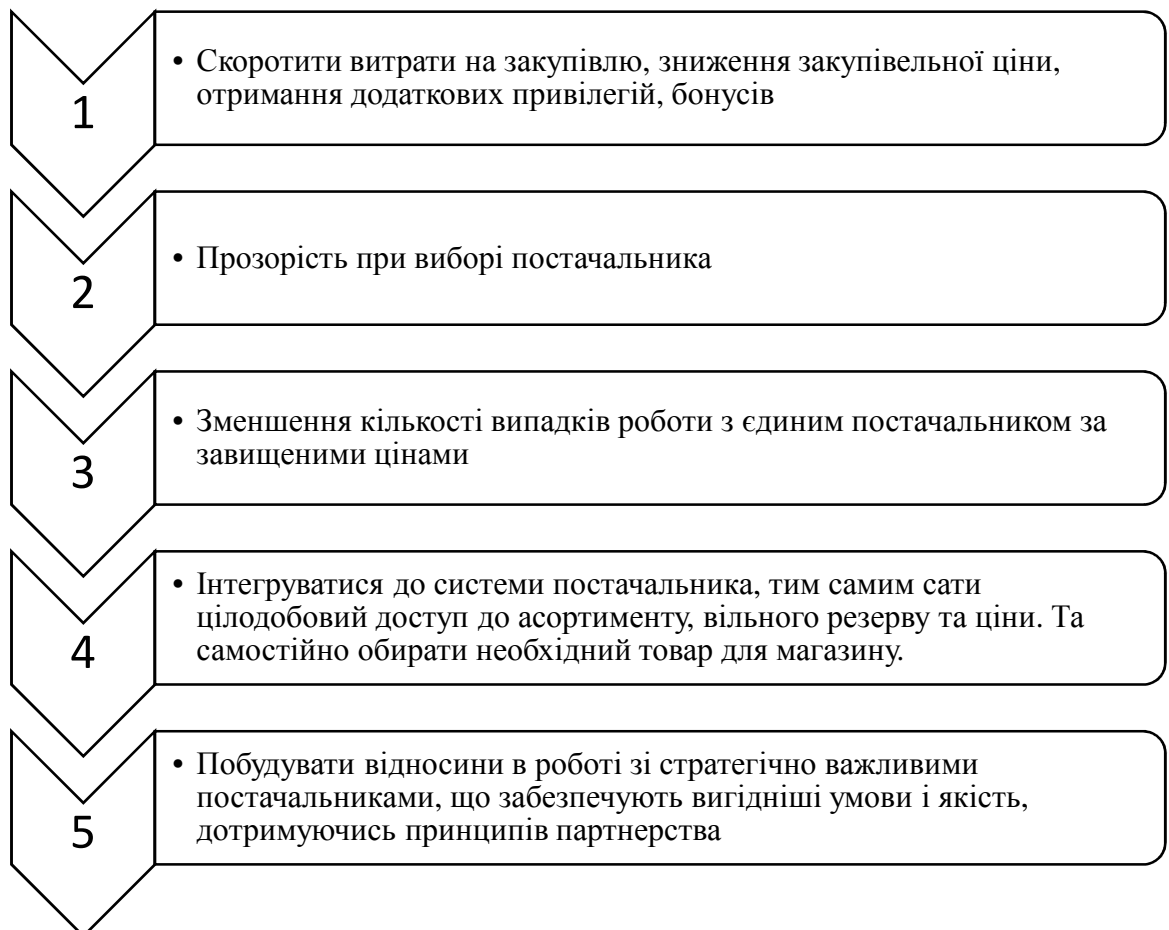 1
• Скоротити витрати на закупівлю, зниження закупівельної ціни,
отримання додаткових привілегій, бонусів
2
• Прозорість при виборі постачальника
3
• Зменшення кількості випадків роботи з єдиним постачальником за
завищеними цінами
4
• Інтегруватися до системи постачальника, тим самим сати
цілодобовий доступ до асортименту, вільного резерву та ціни. Та
самостійно обирати необхідний товар для магазину.
5
• Побудувати відносини в роботі зі стратегічно важливими
постачальниками, що забезпечують вигідніші умови і якість,
дотримуючись принципів партнерства